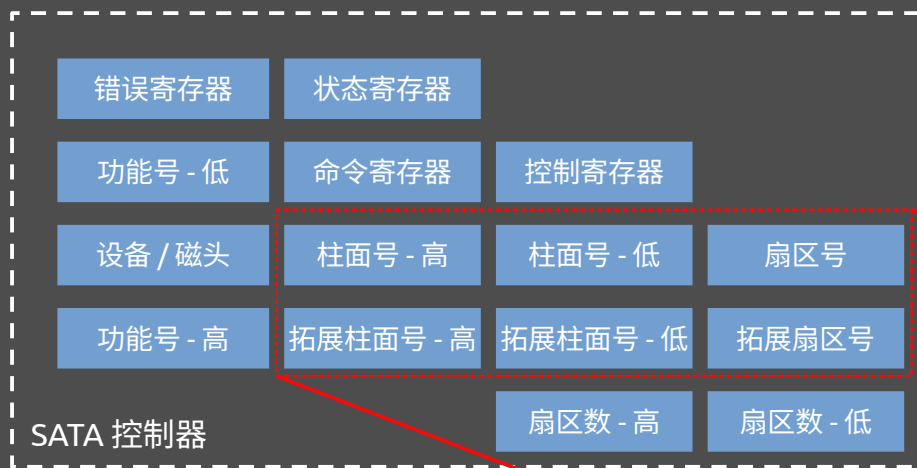 错误寄存器 状态寄存器
功能号 - 低 命令寄存器 控制寄存器
设备 / 磁头 柱面号 - 高 柱面号 - 低 扇区号
功能号 - 高 拓展柱面号 - 高 拓展柱面号 - 低 拓展扇区号
扇区数 - 高 扇区数 - 低
SATA 控制器